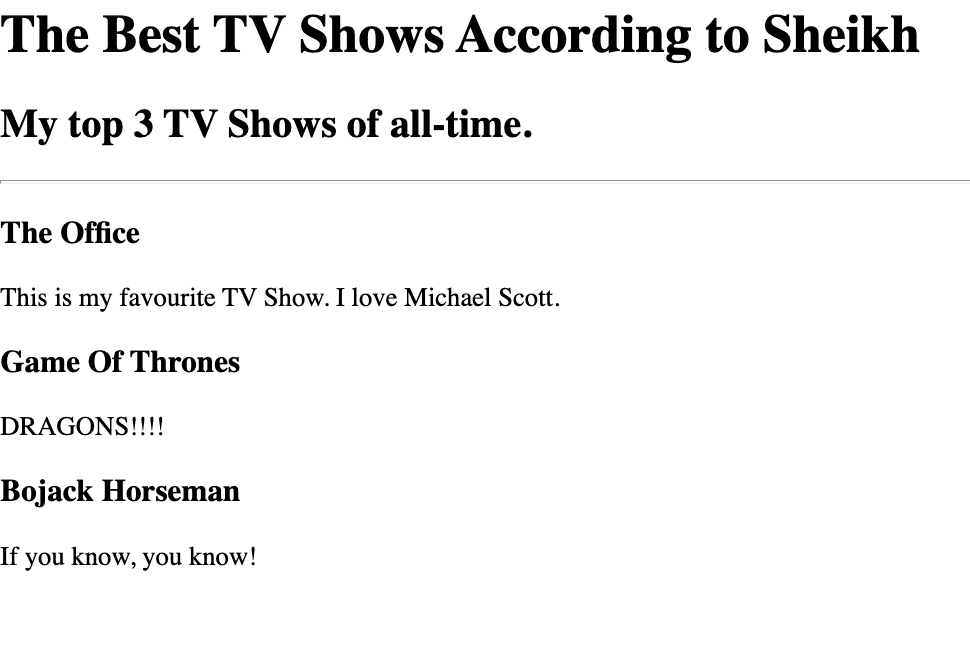 The Best TV Shows According to Sheikh
My top 3 TV Shows of all-time.
The Office
This is my favourite TV Show. I love Michael Scott.
Game Of Thrones
DRAGONS!!!!
Bojack Horseman
If you know, you know!